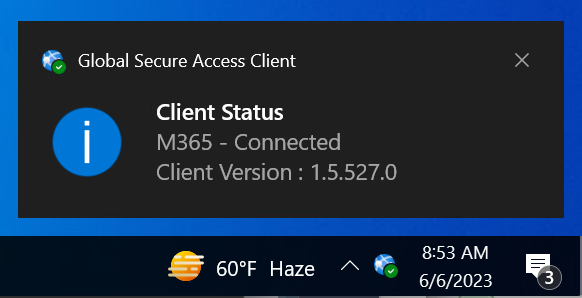 Global Secure Access Client
Client Status
M365 - Connected
Client Version : 1.5.527.0
60°F Haze
8:53 AM
6/6/2023
3